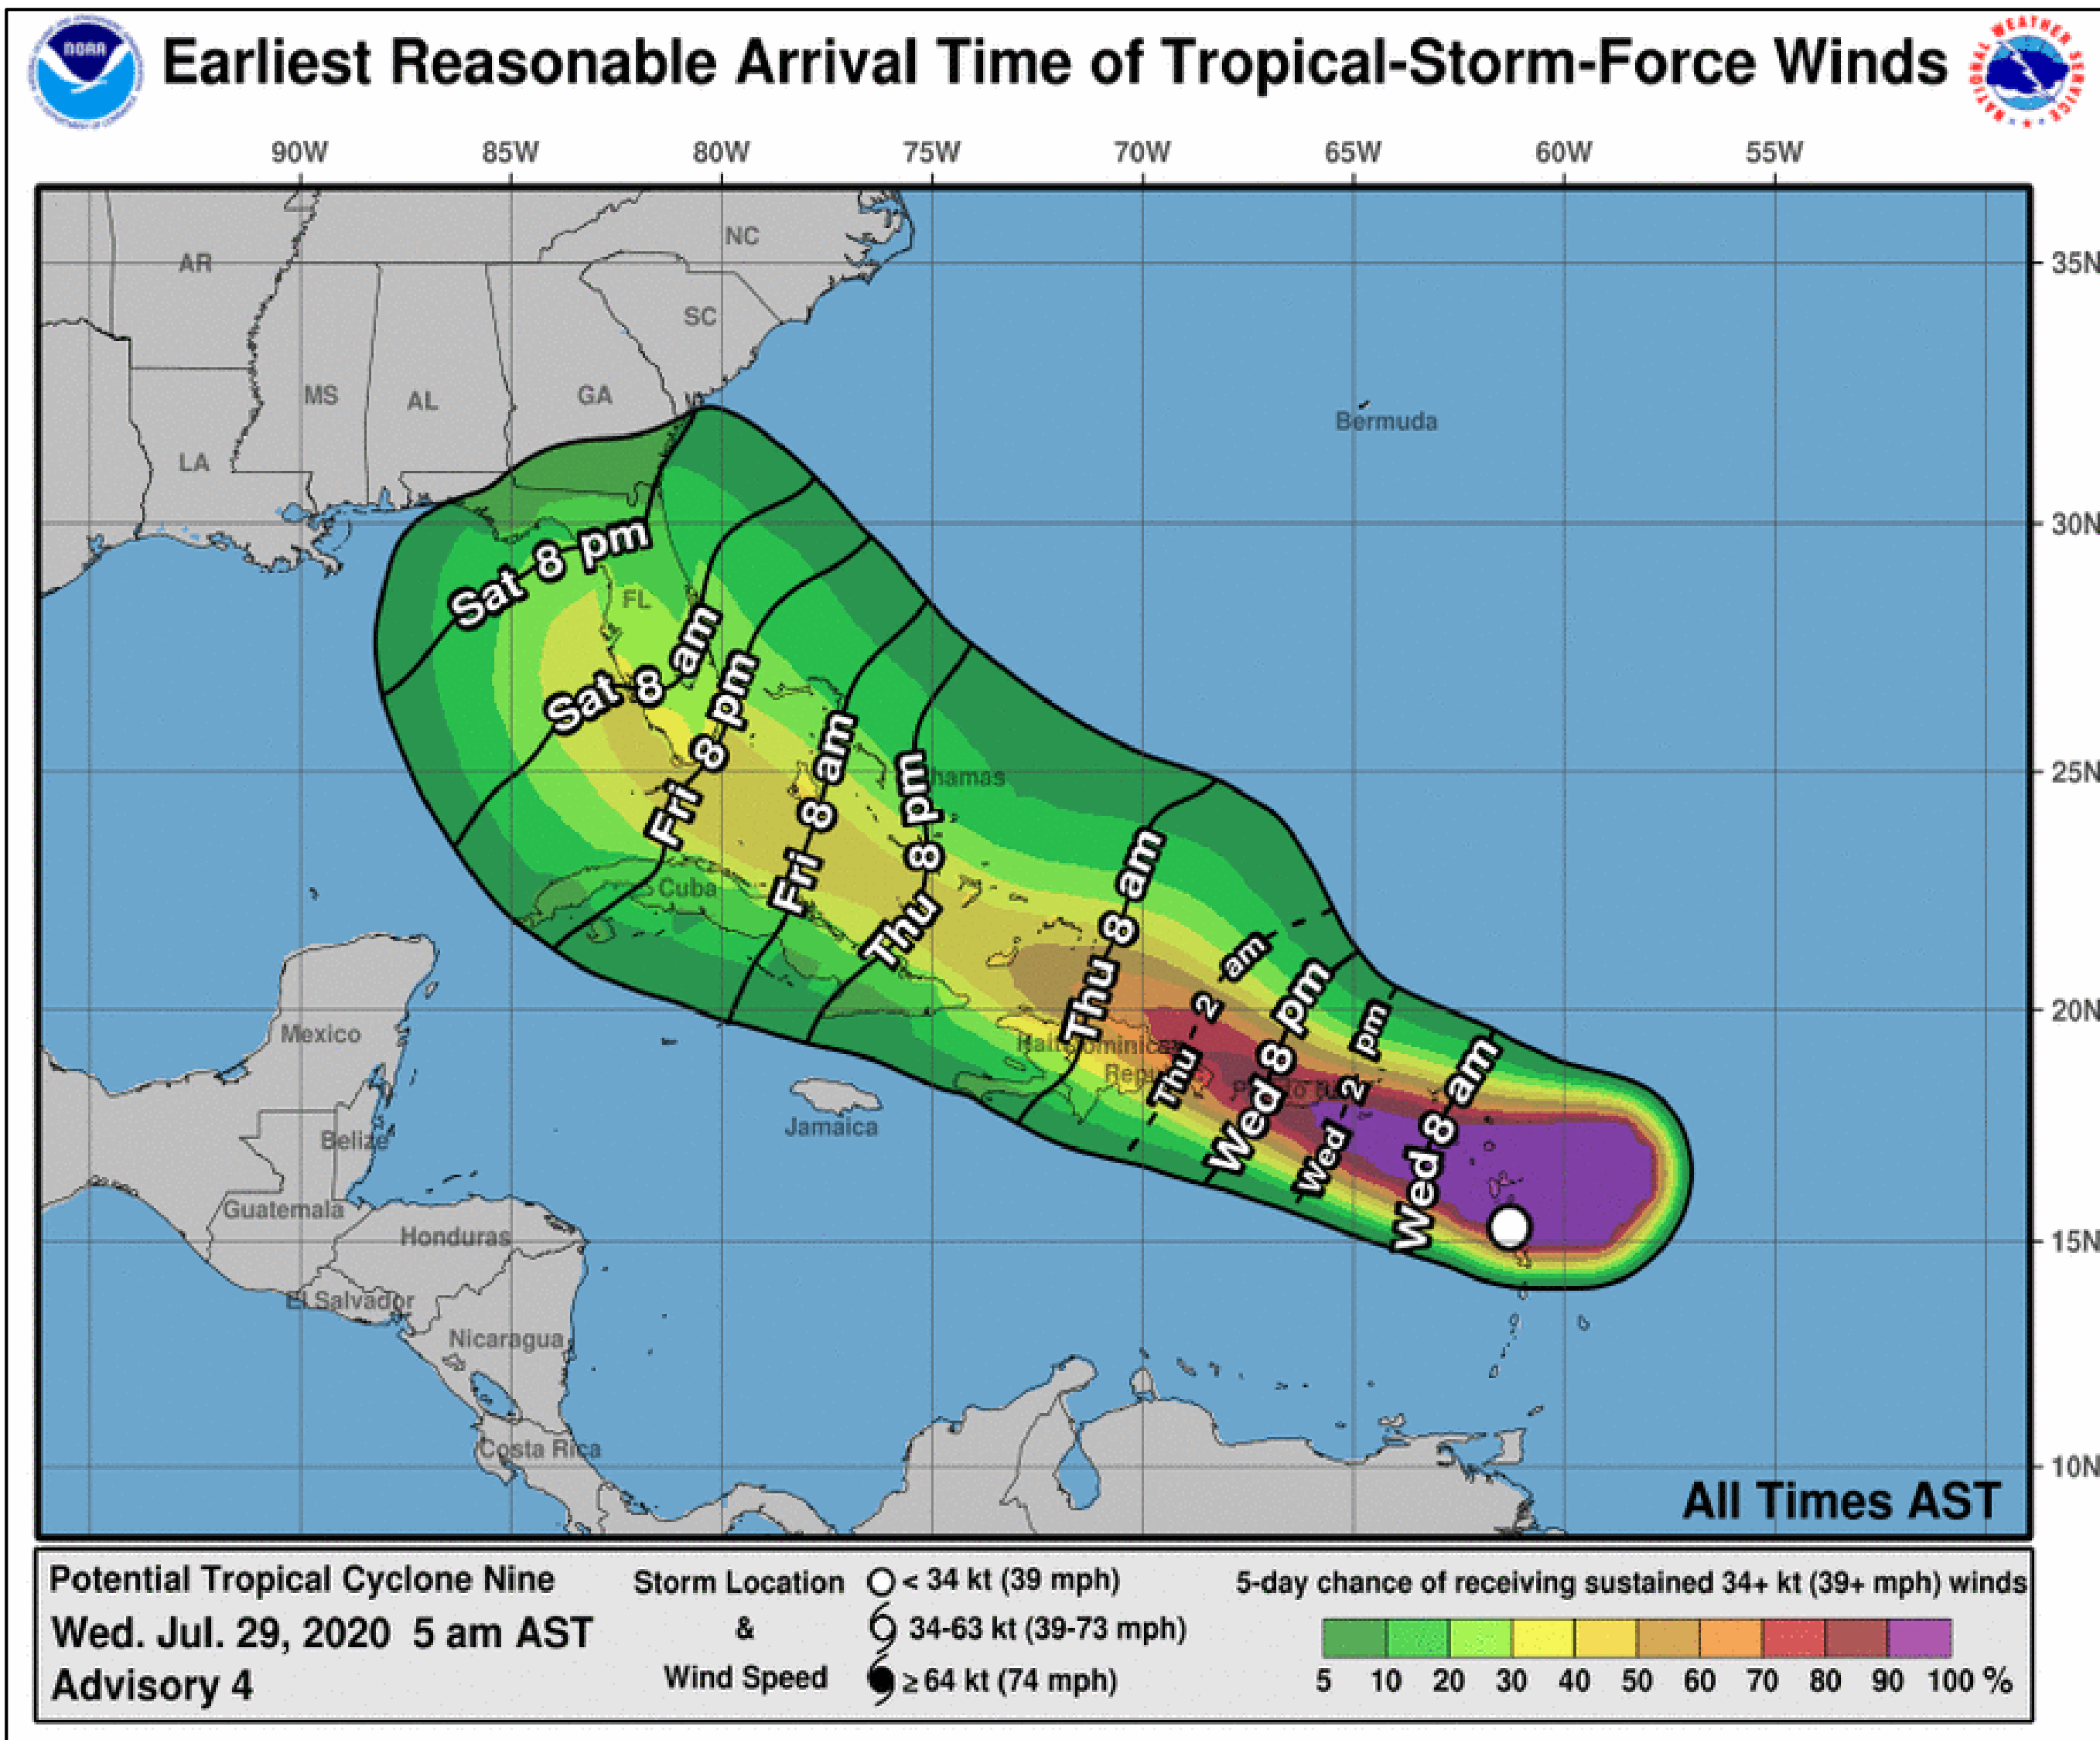 NOAA
Earliest Reasonable Arrival Time of Tropical-Storm-Force Winds
NATIONAL WEATHER SERVICE
90W 85W 80W 75W 70W 65W 60W 55W
35N
30N
25N
20N
15N
10N
AR
NC
SC
MS
AL
GA
LA
Bermuda
FL
Sat 8 pm
Sat 8 am
Fri 8 pm
Fri 8 am
Thu 8 pm
hamas
Thu 8 am
Thu 2 am
Wed 8 pm
Wed 2 pm
Wed 8 am
Cuba
Mexico
Jamaica
Belize
Guatemala
Honduras
El Salvador
Nicaragua
Costa Rica
All Times AST
Potential Tropical Cyclone Nine
Wed. Jul. 29, 2020 5 am AST
Advisory 4
Storm Location
&
Wind Speed
< 34 kt (39 mph)
34-63 kt (39-73 mph)
≥ 64 kt (74 mph)
5-day chance of receiving sustained 34+ kt (39+ mph) winds
5 10 20 30 40 50 60 70 80 90 100 %